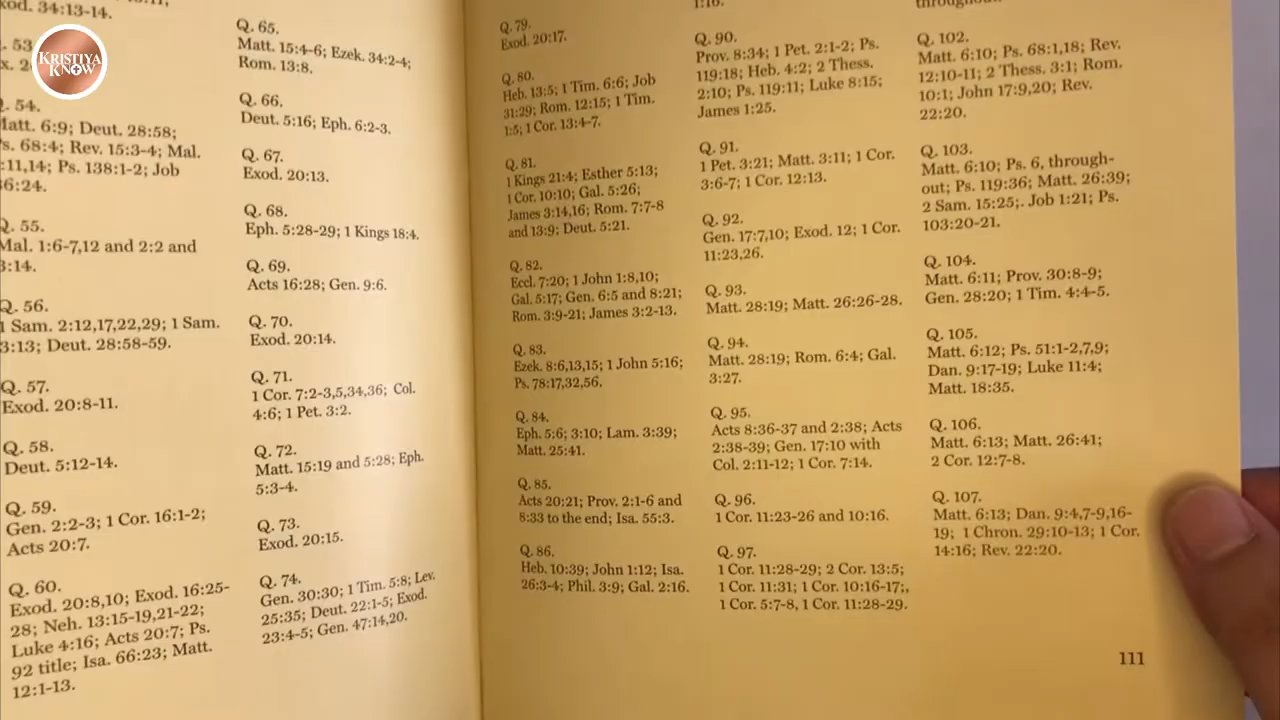 KRISTIYA
KNOW
34:13-14.
54.
6:9; Deut. 28:58;
68:4; Rev. 15:3-4; Mal.
:11,14; Ps. 138:1-2; Job
36:24.
Q. 55.
Mal. 1:6-7,12 and 2:2 and
3:14.
Q. 56.
1 Sam. 2:12,17,22,29; 1 Sam.
3:13; Deut. 28:58-59.
Q. 57.
Exod. 20:8-11.
Q. 58.
Deut. 5:12-14.
Q. 59.
Gen. 2:2-3; 1 Cor. 16:1-2;
Acts 20:7.
Q. 60.
Exod. 20:8,10; Exod. 16:25-
28; Neh. 13:15-19,21-22;
Luke 4:16; Acts 20:7; Ps.
92 title; Isa. 66:23; Matt.
12:1-13.
Q. 65.
Matt. 15:4-6; Ezek. 34:2-4;
Rom. 13:8.
Q. 66.
Deut. 5:16; Eph. 6:2-3.
Q. 67.
Exod. 20:13.
Q. 68.
Eph. 5:28-29; 1 Kings 18:4.
Q. 69.
Acts 16:28; Gen. 9:6.
Q. 70.
Exod. 20:14.
Q. 71.
1 Cor. 7:2-3,5,34,36; Col.
4:6; 1 Pet. 3:2.
Q. 72.
Matt. 15:19 and 5:28; Eph.
5:3-4.
Q. 73.
Exod. 20:15.
Q. 74.
Gen. 30:30; 1 Tim. 5:8; Lev.
25:35; Deut. 22:1-5; Exod.
23:4-5; Gen. 47:14,20.
Q. 79.
Exod. 20:17.
Q. 80.
Heb. 13:5; 1 Tim. 6:6; Job
31:29; Rom. 12:15; 1 Tim.
1:5; 1 Cor. 13:4-7.
Q. 81.
1 Kings 21:4; Esther 5:13;
1 Cor. 10:10; Gal. 5:26;
James 3:14,16; Rom. 7:7-8
and 13:9; Deut. 5:21.
Q. 82.
Eccl. 7:20; 1 John 1:8,10;
Gal. 5:17; Gen. 6:5 and 8:21;
Rom. 3:9-21; James 3:2-13.
Q. 83.
Ezek. 8:6,13,15; 1 John 5:16;
Ps. 78:17,32,56.
Q. 84.
Eph. 5:6; 3:10; Lam. 3:39;
Matt. 25:41.
Q. 85.
Acts 20:21; Prov. 2:1-6 and
8:33 to the end; Isa. 55:3.
Q. 86.
Heb. 10:39; John 1:12; Isa.
26:3-4; Phil. 3:9; Gal. 2:16.
1:16.
Q. 90.
Prov. 8:34; 1 Pet. 2:1-2; Ps.
119:18; Heb. 4:2; 2 Thess.
2:10; Ps. 119:11; Luke 8:15;
James 1:25.
Q. 91.
1 Pet. 3:21; Matt. 3:11; 1 Cor.
3:6-7; 1 Cor. 12:13.
Q. 92.
Gen. 17:7,10; Exod. 12; 1 Cor.
11:23,26.
Q. 93.
Matt. 28:19; Matt. 26:26-28.
Q. 94.
Matt. 28:19; Rom. 6:4; Gal.
3:27.
Q. 95.
Acts 8:36-37 and 2:38; Acts
2:38-39; Gen. 17:10 with
Col. 2:11-12; 1 Cor. 7:14.
Q. 96.
1 Cor. 11:23-26 and 10:16.
Q. 97.
1 Cor. 11:28-29; 2 Cor. 13:5;
1 Cor. 11:31; 1 Cor. 10:16-17;,
1 Cor. 5:7-8, 1 Cor. 11:28-29.
throughout
Q. 102.
Matt. 6:10; Ps. 68:1,18; Rev.
12:10-11; 2 Thess. 3:1; Rom.
10:1; John 17:9,20; Rev.
22:20.
Q. 103.
Matt. 6:10; Ps. 6, through-
out; Ps. 119:36; Matt. 26:39;
2 Sam. 15:25;. Job 1:21; Ps.
103:20-21.
Q. 104.
Matt. 6:11; Prov. 30:8-9;
Gen. 28:20; 1 Tim. 4:4-5.
Q. 105.
Matt. 6:12; Ps. 51:1-2,7,9;
Dan. 9:17-19; Luke 11:4;
Matt. 18:35.
Q. 106.
Matt. 6:13; Matt. 26:41;
2 Cor. 12:7-8.
Q. 107.
Matt. 6:13; Dan. 9:4,7-9,16-
19; 1 Chron. 29:10-13; 1 Cor.
14:16; Rev. 22:20.
111